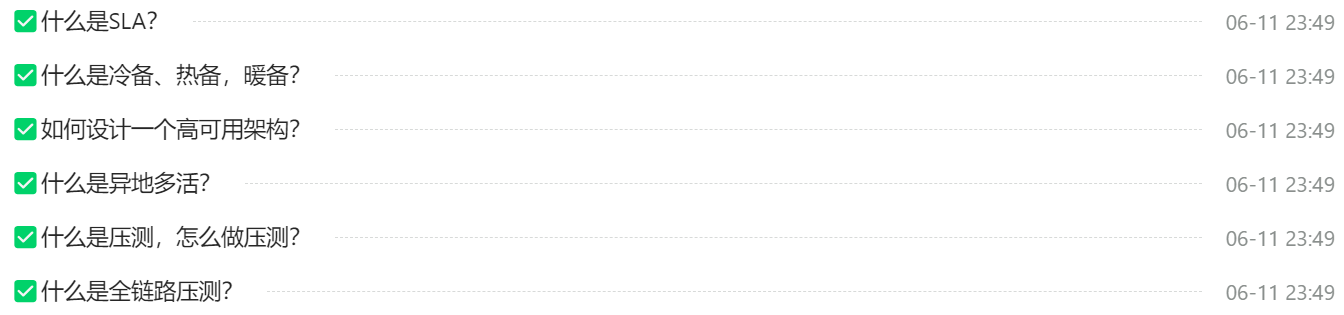 什么是SLA？ 06-11 23:49
什么是冷备、热备，暖备？ 06-11 23:49
如何设计一个高可用架构？ 06-11 23:49
什么是异地多活？ 06-11 23:49
什么是压测，怎么做压测？ 06-11 23:49
什么是全链路压测？ 06-11 23:49